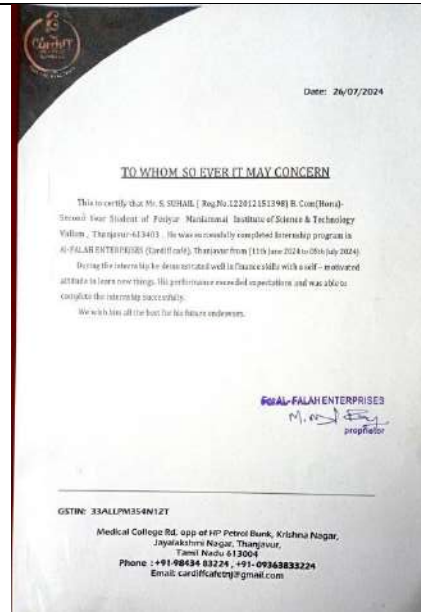 Cardiff
Date: 26/07/2024
TO WHOM SO EVER IT MAY CONCERN
This to certify that Mr. S. SUHAIL ( Reg.No.122012151398) B. Com(Hons)-
Second Year Student of Periyar Maniammai Institute of Science & Technology
Vallam , Thanjavur-613403 . He was successfully completed Internship program in
Al-FALAH ENTERPRISES (Cardiff café), Thanjavur from (11th June 2024 to 05th July 2024).
During the internship he demonstrated well in finance skills with a self – motivated
attitude to learn new things. His performance exceeded expectations and was able to
complete the internship successfully.
We wish him all the best for his future endeavors.
For AL-FALAH ENTERPRISES
proprietor
GSTIN: 33ALLPM354N1ZT
Medical College Rd, opp of HP Petrol Bunk, Krishna Nagar,
Jayalakshmi Nagar, Thanjavur,
Tamil Nadu 613004
Phone : +91-98434 83224 , +91-09363833224
Email: cardiffcafetnj@gmail.com